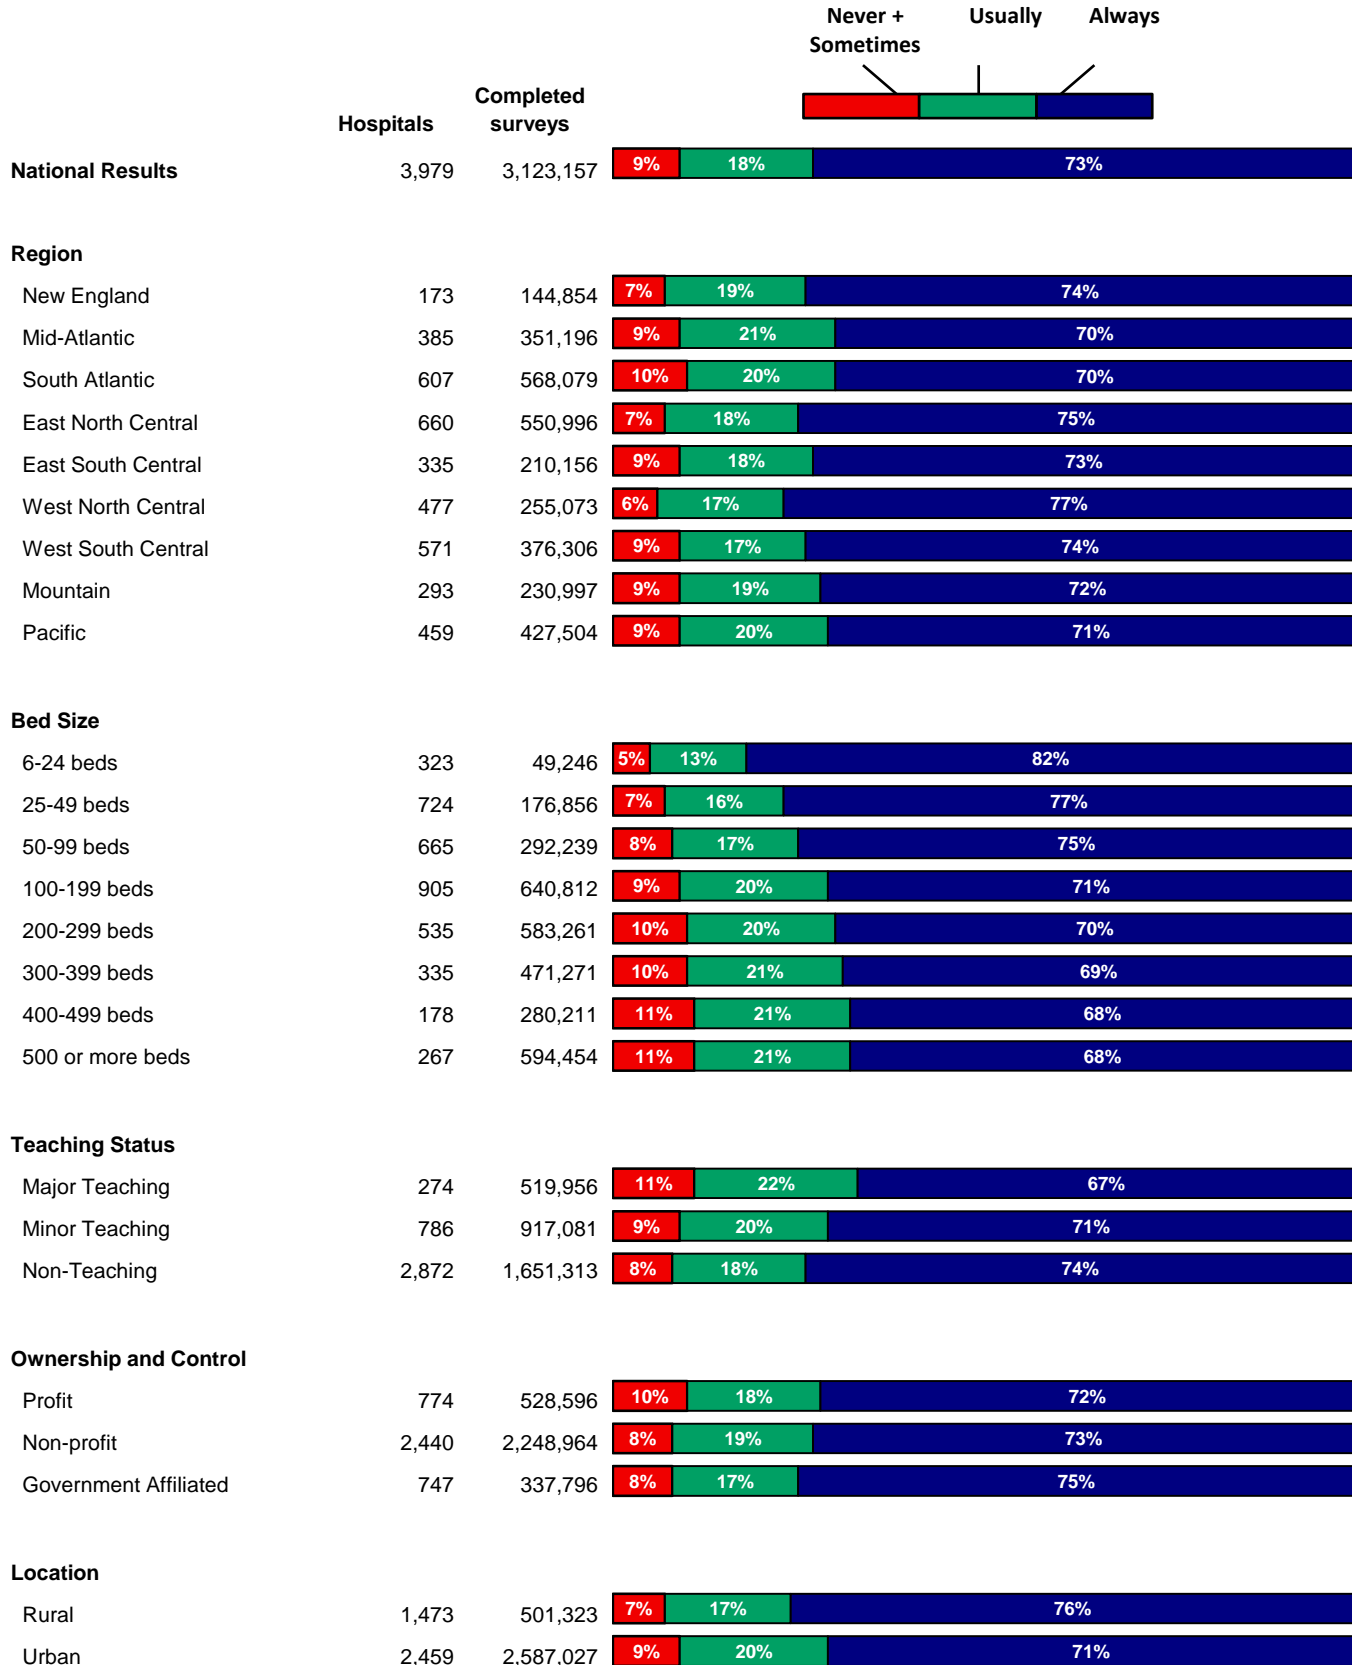 Never + Usually Always
Sometimes
Completed
Hospitals surveys
National Results 3,979 3,123,157 9% 18% 73%
Region
New England 173 144,854 7% 19% 74%
Mid-Atlantic 385 351,196 9% 21% 70%
South Atlantic 607 568,079 10% 20% 70%
East North Central 660 550,996 7% 18% 75%
East South Central 335 210,156 9% 18% 73%
West North Central 477 255,073 6% 17% 77%
West South Central 571 376,306 9% 17% 74%
Mountain 293 230,997 9% 19% 72%
Pacific 459 427,504 9% 20% 71%
Bed Size
6-24 beds 323 49,246 5% 13% 82%
25-49 beds 724 176,856 7% 16% 77%
50-99 beds 665 292,239 8% 17% 75%
100-199 beds 905 640,812 9% 20% 71%
200-299 beds 535 583,261 10% 20% 70%
300-399 beds 335 471,271 10% 21% 69%
400-499 beds 178 280,211 11% 21% 68%
500 or more beds 267 594,454 11% 21% 68%
Teaching Status
Major Teaching 274 519,956 11% 22% 67%
Minor Teaching 786 917,081 9% 20% 71%
Non-Teaching 2,872 1,651,313 8% 18% 74%
Ownership and Control
Profit 774 528,596 10% 18% 72%
Non-profit 2,440 2,248,964 8% 19% 73%
Government Affiliated 747 337,796 8% 17% 75%
Location
Rural 1,473 501,323 7% 17% 76%
Urban 2,459 2,587,027 9% 20% 71%